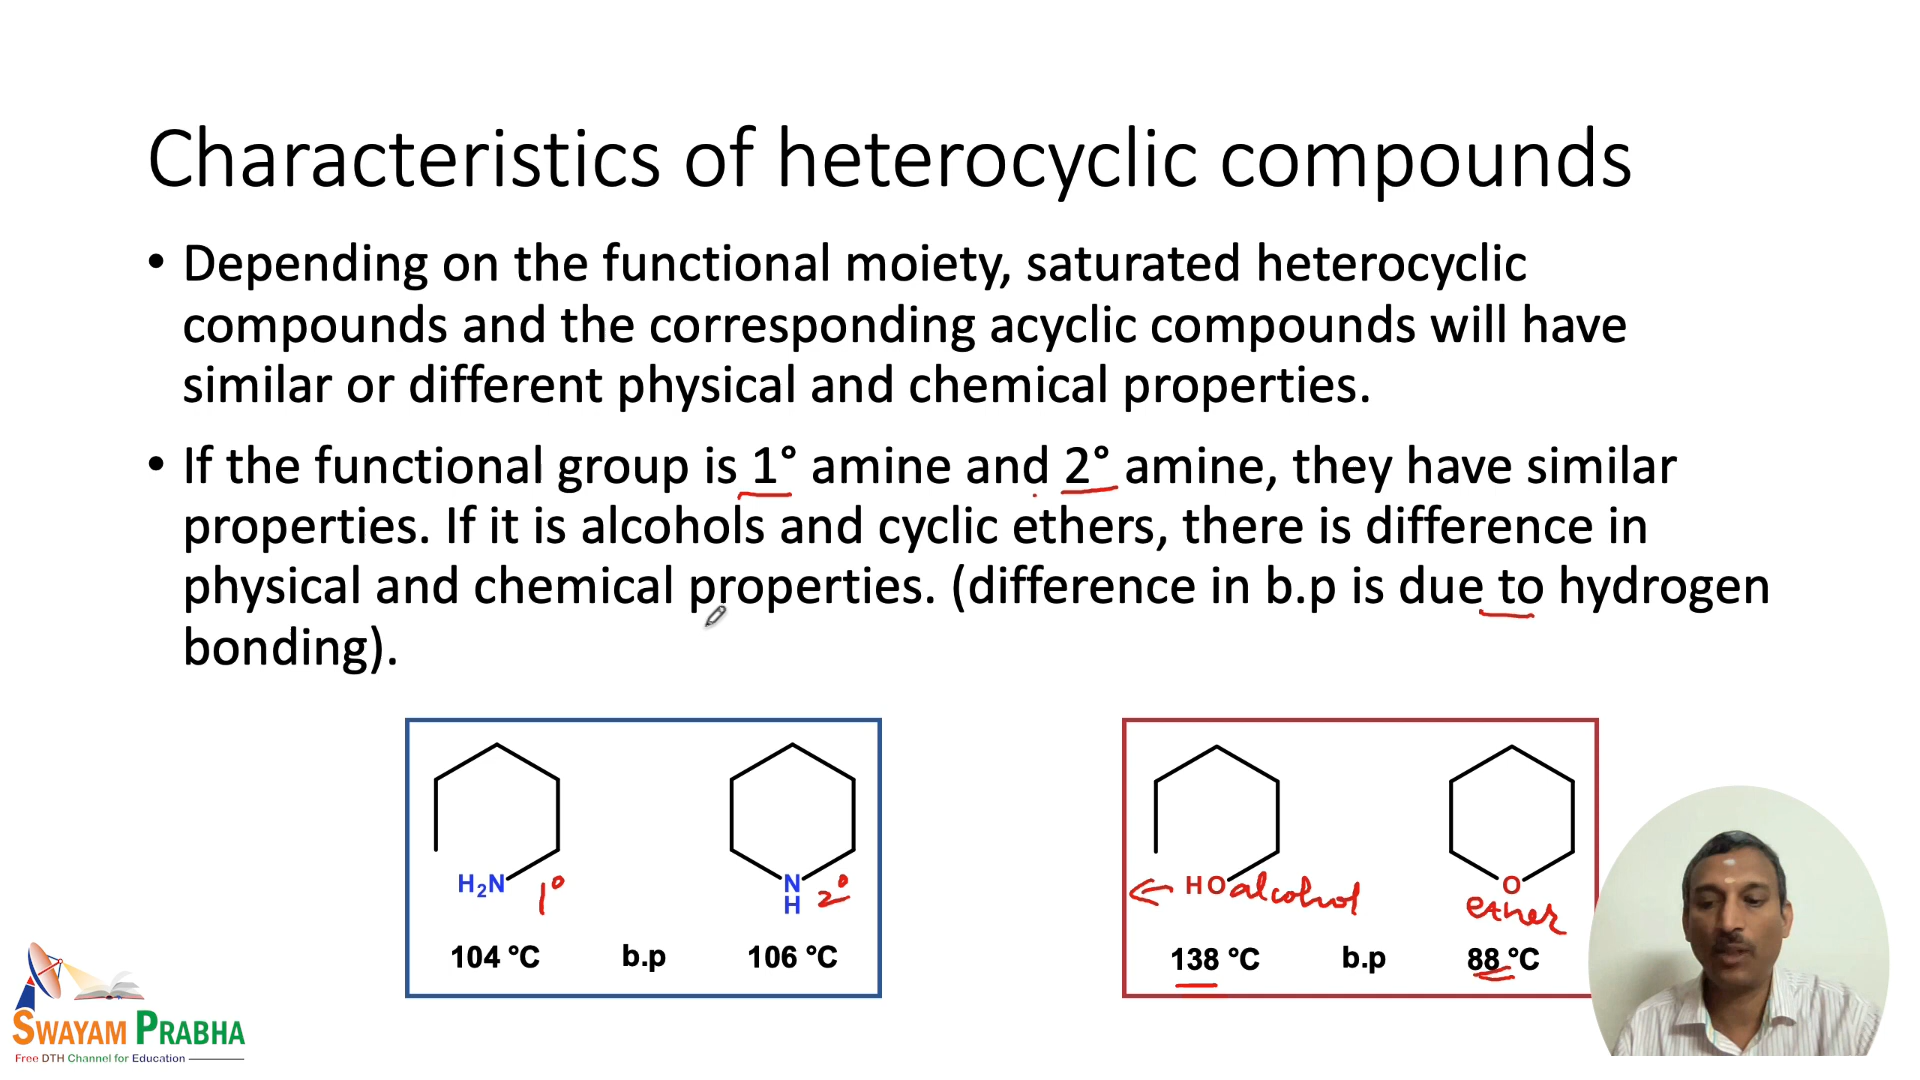 Characteristics of heterocyclic compounds
• Depending on the functional moiety, saturated heterocyclic
compounds and the corresponding acyclic compounds will have
similar or different physical and chemical properties.
• If the functional group is 1° amine and 2° amine, they have similar
properties. If it is alcohols and cyclic ethers, there is difference in
physical and chemical properties. (difference in b.p is due to hydrogen
bonding).
H₂N 1°
N
H 2°
HO alcohol
O
ether
104 °C b.p 106 °C
138 °C b.p 88 °C
SWAYAM PRABHA
Free DTH Channel for Education